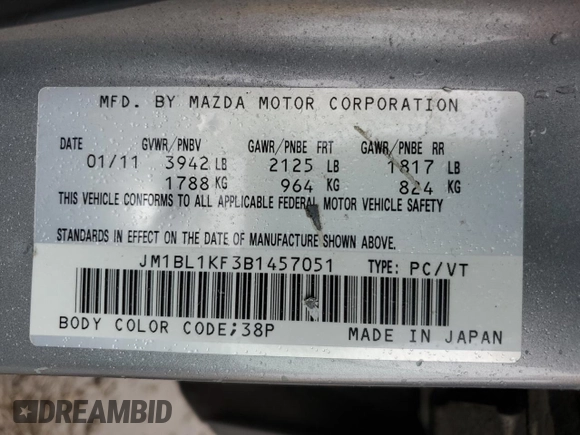 MFD. BY MAZDA MOTOR CORPORATION
DATE GVWR/PNBV GAWR/PNBE FRT GAWR/PNBE RR
01/11 3942 LB 2125 LB 1817 LB
1788 KG 964 KG 824 KG
THIS VEHICLE CONFORMS TO ALL APPLICABLE FEDERAL MOTOR VEHICLE SAFETY
STANDARDS IN EFFECT ON THE DATE OF MANUFACTURE SHOWN ABOVE.
JM1BL1KF3B1457051 TYPE: PC/VT
BODY COLOR CODE;38P MADE IN JAPAN
DREAMBID